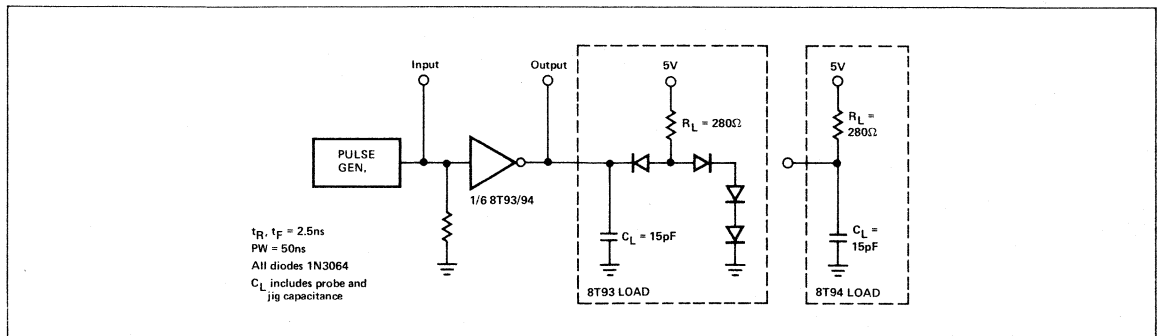 Input
Output
5V
5V
R_L = 280Ω
R_L =
280Ω
PULSE
GEN,
1/6 8T93/94
t_R, t_F = 2.5ns
PW = 50ns
All diodes 1N3064
C_L includes probe and
jig capacitance
C_L = 15pF
C_L =
15pF
8T93 LOAD
8T94 LOAD